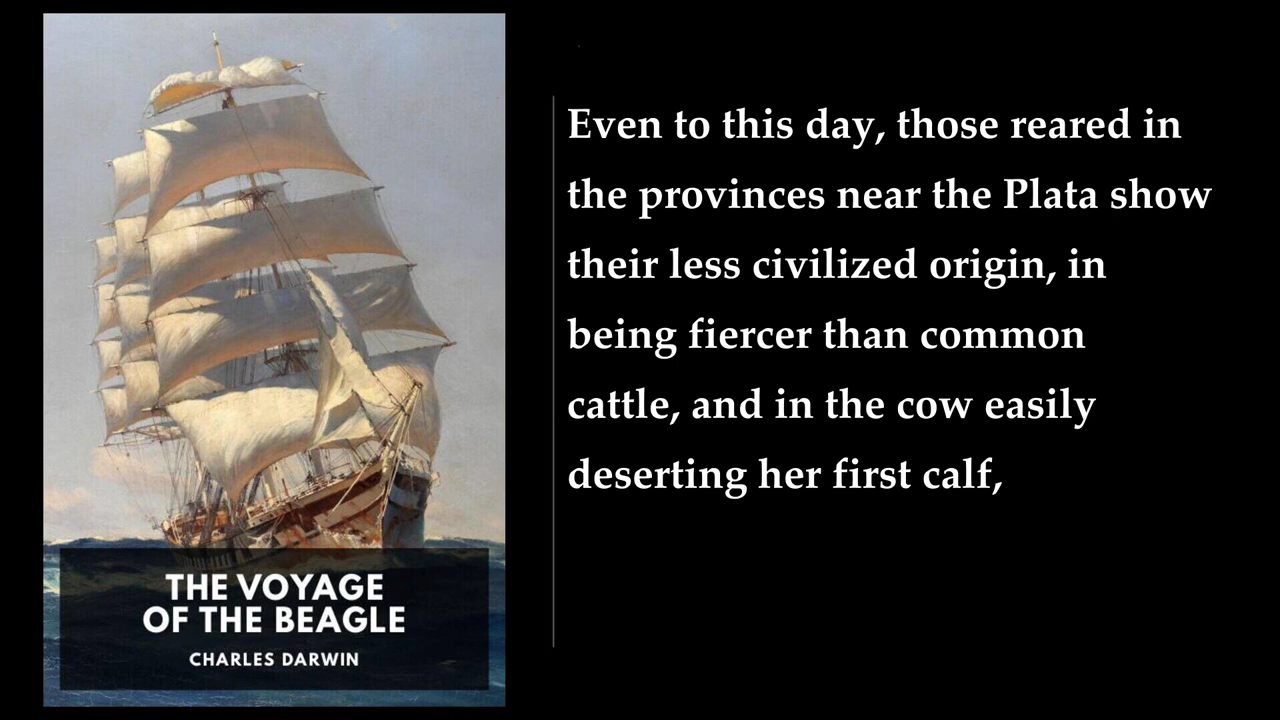 THE VOYAGE
OF THE BEAGLE
CHARLES DARWIN
Even to this day, those reared in
the provinces near the Plata show
their less civilized origin, in
being fiercer than common
cattle, and in the cow easily
deserting her first calf,